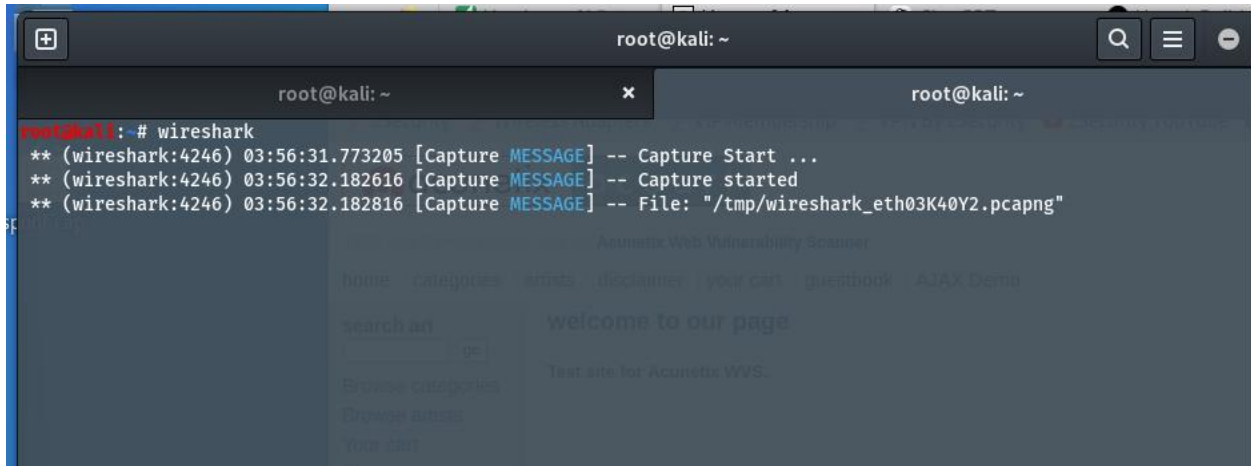 root@kali: ~
root@kali: ~
root@kali: ~
root@kali:~# wireshark
** (wireshark:4246) 03:56:31.773205 [Capture MESSAGE] -- Capture Start ...
** (wireshark:4246) 03:56:32.182616 [Capture MESSAGE] -- Capture started
** (wireshark:4246) 03:56:32.182816 [Capture MESSAGE] -- File: "/tmp/wireshark_eth03K40Y2.pcapng"
Acunetix Web Vulnerability Scanner
home categories artists disclaimer your cart guestbook AJAX Demo
search art
go
welcome to our page
Test site for Acunetix WVS.
Browse categories
Browse artists
Your cart